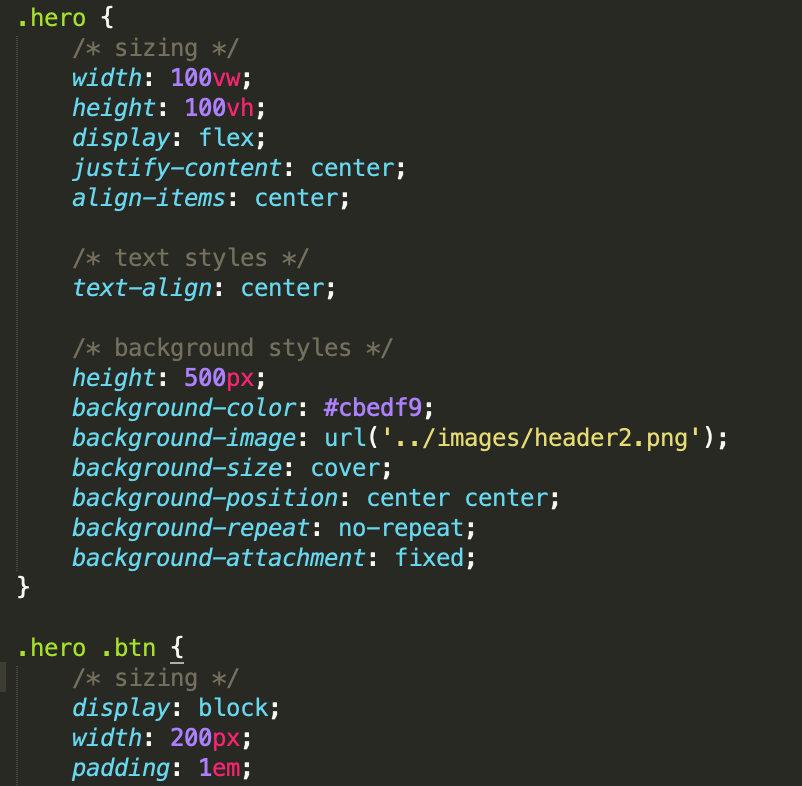 .hero {
/* sizing */
width: 100vw;
height: 100vh;
display: flex;
justify-content: center;
align-items: center;
/* text styles */
text-align: center;
/* background styles */
height: 500px;
background-color: #cbedf9;
background-image: url('../images/header2.png');
background-size: cover;
background-position: center center;
background-repeat: no-repeat;
background-attachment: fixed;
}
.hero .btn {
/* sizing */
display: block;
width: 200px;
padding: 1em;